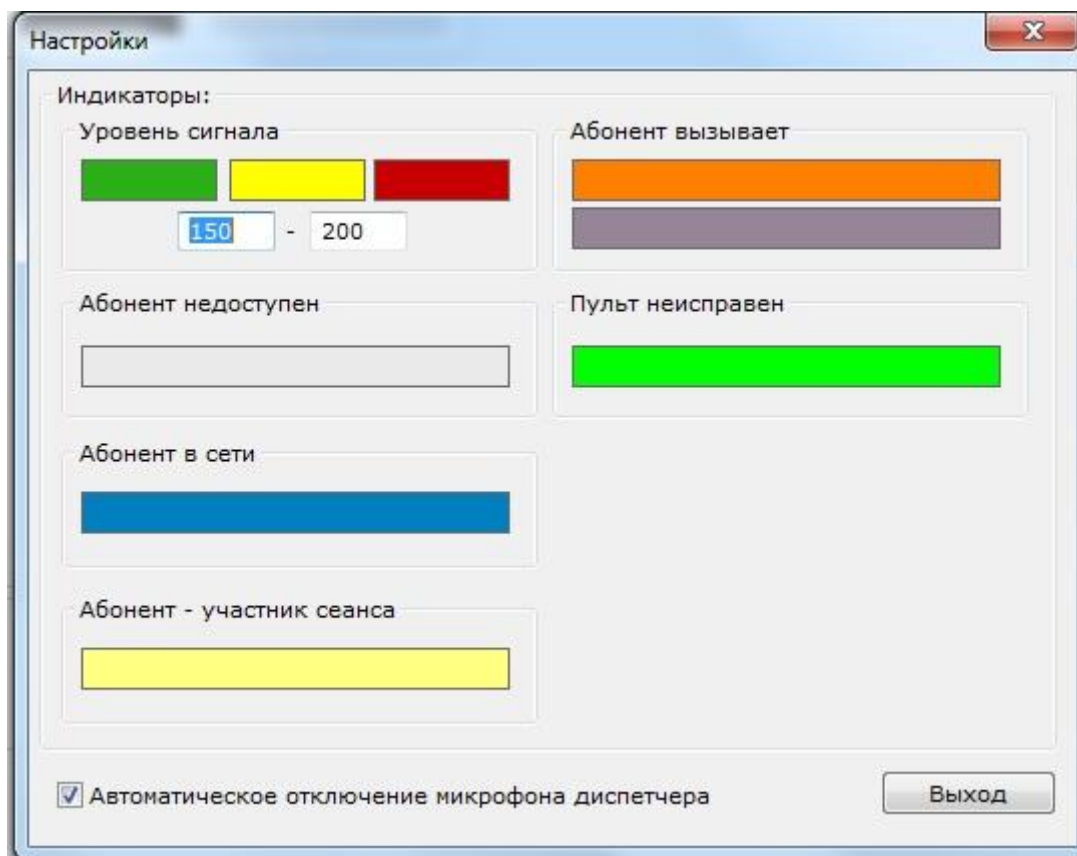 Настройки
Индикаторы:
Уровень сигнала
Абонент вызывает
150 - 200
Абонент недоступен
Пульт неисправен
Абонент в сети
Абонент - участник сеанса
Автоматическое отключение микрофона диспетчера
Выход